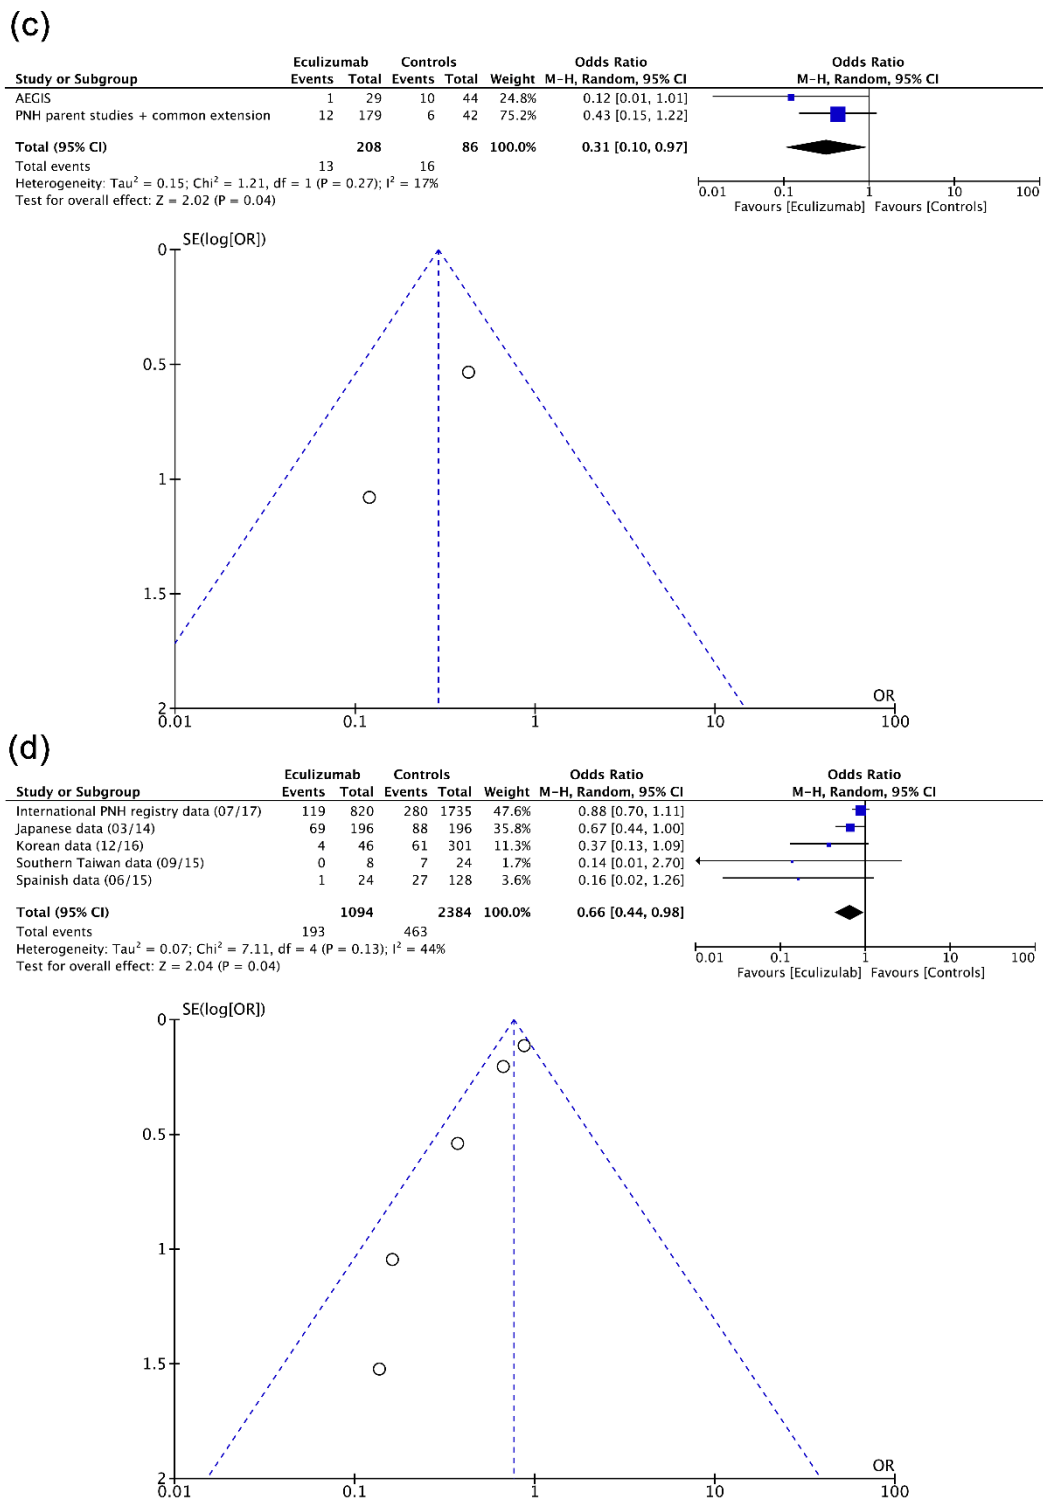 (c)
Eculizumab Controls Odds Ratio Odds Ratio
Study or Subgroup Events Total Events Total Weight M-H, Random, 95% CI M-H, Random, 95% CI
AEGIS 1 29 10 44 24.8% 0.12 [0.01, 1.01]
PNH parent studies + common extension 12 179 6 42 75.2% 0.43 [0.15, 1.22]
Total (95% CI) 208 86 100.0% 0.31 [0.10, 0.97]
Total events 13 16
Heterogeneity: Tau² = 0.15; Chi² = 1.21, df = 1 (P = 0.27); I² = 17%
Test for overall effect: Z = 2.02 (P = 0.04)
0.01 0.1 1 10 100
Favours [Eculizumab] Favours [Controls]
SE(log[OR])
0
0.5
1
1.5
2
OR
0.01 0.1 1 10 100
(d)
Eculizumab Controls Odds Ratio Odds Ratio
Study or Subgroup Events Total Events Total Weight M-H, Random, 95% CI M-H, Random, 95% CI
International PNH registry data (07/17) 119 820 280 1735 47.6% 0.88 [0.70, 1.11]
Japanese data (03/14) 69 196 88 196 35.8% 0.67 [0.44, 1.00]
Korean data (12/16) 4 46 61 301 11.3% 0.37 [0.13, 1.09]
Southern Taiwan data (09/15) 0 8 7 24 1.7% 0.14 [0.01, 2.70]
Spainish data (06/15) 1 24 27 128 3.6% 0.16 [0.02, 1.26]
Total (95% CI) 1094 2384 100.0% 0.66 [0.44, 0.98]
Total events 193 463
Heterogeneity: Tau² = 0.07; Chi² = 7.11, df = 4 (P = 0.13); I² = 44%
Test for overall effect: Z = 2.04 (P = 0.04)
0.01 0.1 1 10 100
Favours [Eculizulab] Favours [Controls]
SE(log[OR])
0
0.5
1
1.5
2
OR
0.01 0.1 1 10 100